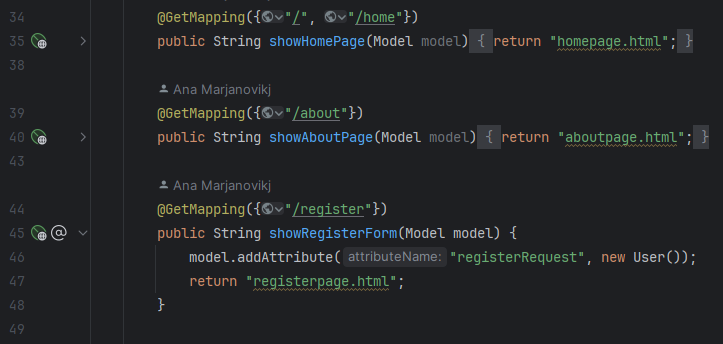 34 @GetMapping({"/", "/home"})
35 public String showHomePage(Model model) { return "homepage.html"; }
38
Ana Marjanovikj
39 @GetMapping({"/about"})
40 public String showAboutPage(Model model) { return "aboutpage.html"; }
43
Ana Marjanovikj
44 @GetMapping({"/register"})
45 @ public String showRegisterForm(Model model) {
46 model.addAttribute( attributeName: "registerRequest", new User());
47 return "registerpage.html";
48 }
49